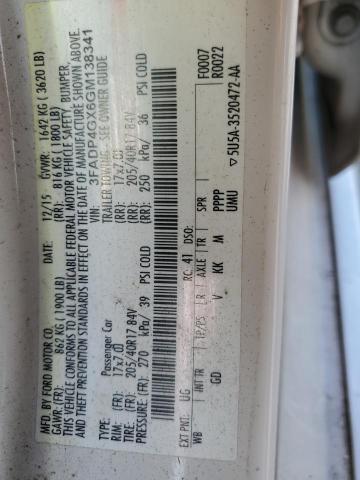 MFD. BY FORD MOTOR CO.
DATE: 12/15 GVWR: 1642 KG ( 3620 LB)
GAWR: (FR): 862 KG ( 1900 LB) (RR): 816 KG ( 1800 LB)
THIS VEHICLE CONFORMS TO ALL APPLICABLE FEDERAL MOTOR VEHICLE SAFETY, BUMPER,
AND THEFT PREVENTION STANDARDS IN EFFECT ON THE DATE OF MANUFACTURE SHOWN ABOVE.
VIN: 3FADP4GX6GM138341
TYPE: Passenger Car TRAILER TOWING - SEE OWNER GUIDE
RIM: (FR): 17x7.0J (RR): 17x7.0J
TIRE: (FR): 205/40R17 84V (RR): 205/40R17 84V
PRESSURE: (FR): 270 kPa/ 39 PSI COLD (RR): 250 kPa/ 36 PSI COLD
EXT PNT: UG RC: 41 DSO: F0007
R0022
WB INT TR TP/PS R AXLE TR SPR
GD V KK M PPPP
UMU
▽5U5A-3520472-AA